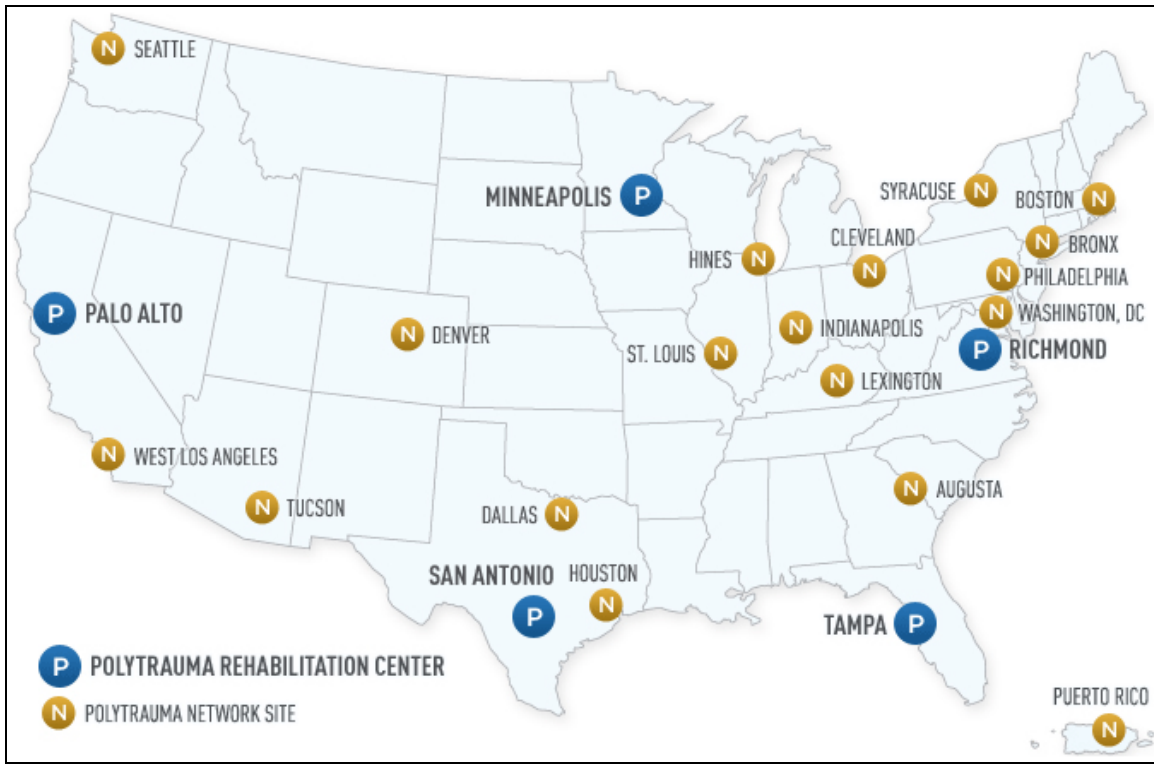 N SEATTLE
MINNEAPOLIS P
SYRACUSE N
BOSTON N
CLEVELAND
N
HINES N
N BRONX
N PHILADELPHIA
P PALO ALTO
N WASHINGTON, DC
N DENVER
N INDIANAPOLIS
ST. LOUIS N
P RICHMOND
N LEXINGTON
N WEST LOS ANGELES
N TUCSON
N AUGUSTA
DALLAS N
SAN ANTONIO
P
HOUSTON
N
TAMPA P
P POLYTRAUMA REHABILITATION CENTER
N POLYTRAUMA NETWORK SITE
PUERTO RICO
N